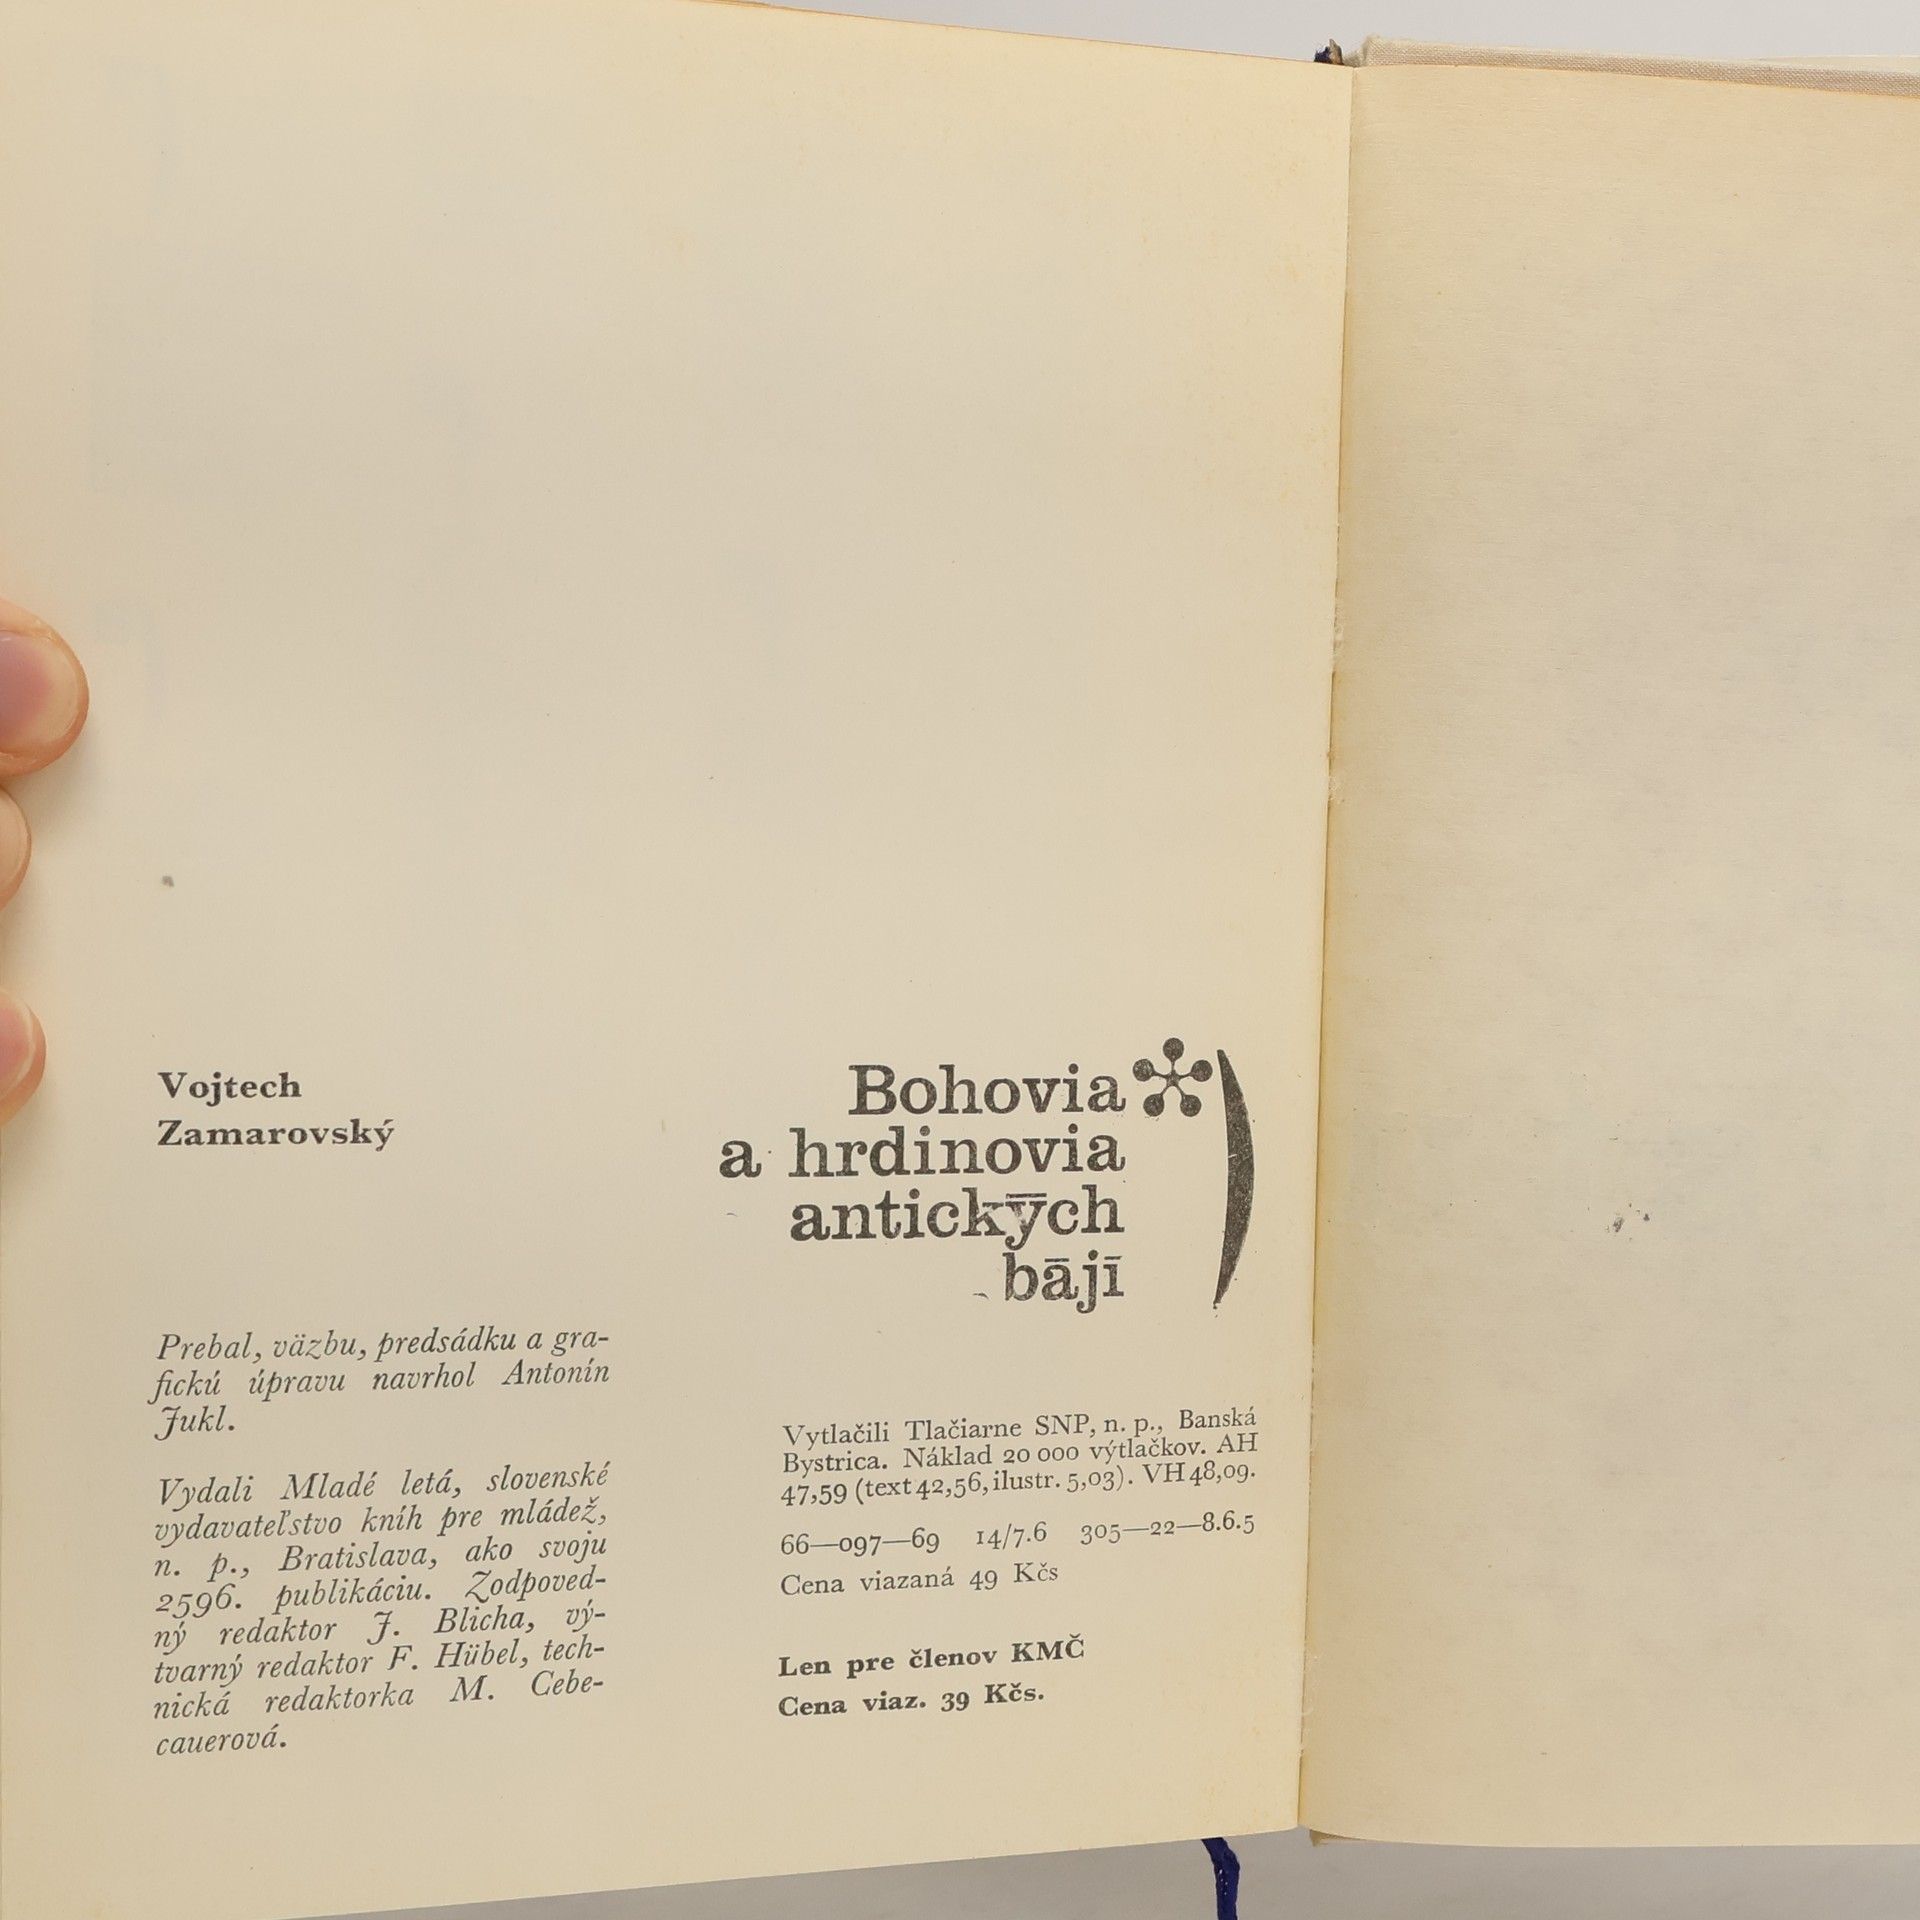 Vojtech
Zamarovský
Prebal, väzbu, predsádku a gra-
fickú úpravu navrhol Antonín
Jukl.
Vydali Mladé letá, slovenské
vydavateľstvo kníh pre mládež,
n. p., Bratislava, ako svoju
2596. publikáciu. Zodpoved-
ný redaktor J. Blicha, vý-
tvarný redaktor F. Hübel, tech-
nická redaktorka M. Cebe-
cauerová.
Bohovia
a hrdinovia
antickȳch
bājī
Vytlačili Tlačiarne SNP, n. p., Banská
Bystrica. Náklad 20 000 výtlačkov. AH
47,59 (text 42,56, ilustr. 5,03). VH 48,09.
66—097—69 14/7.6 305—22—8.6.5
Cena viazaná 49 Kčs
Len pre členov KMČ
Cena viaz. 39 Kčs.